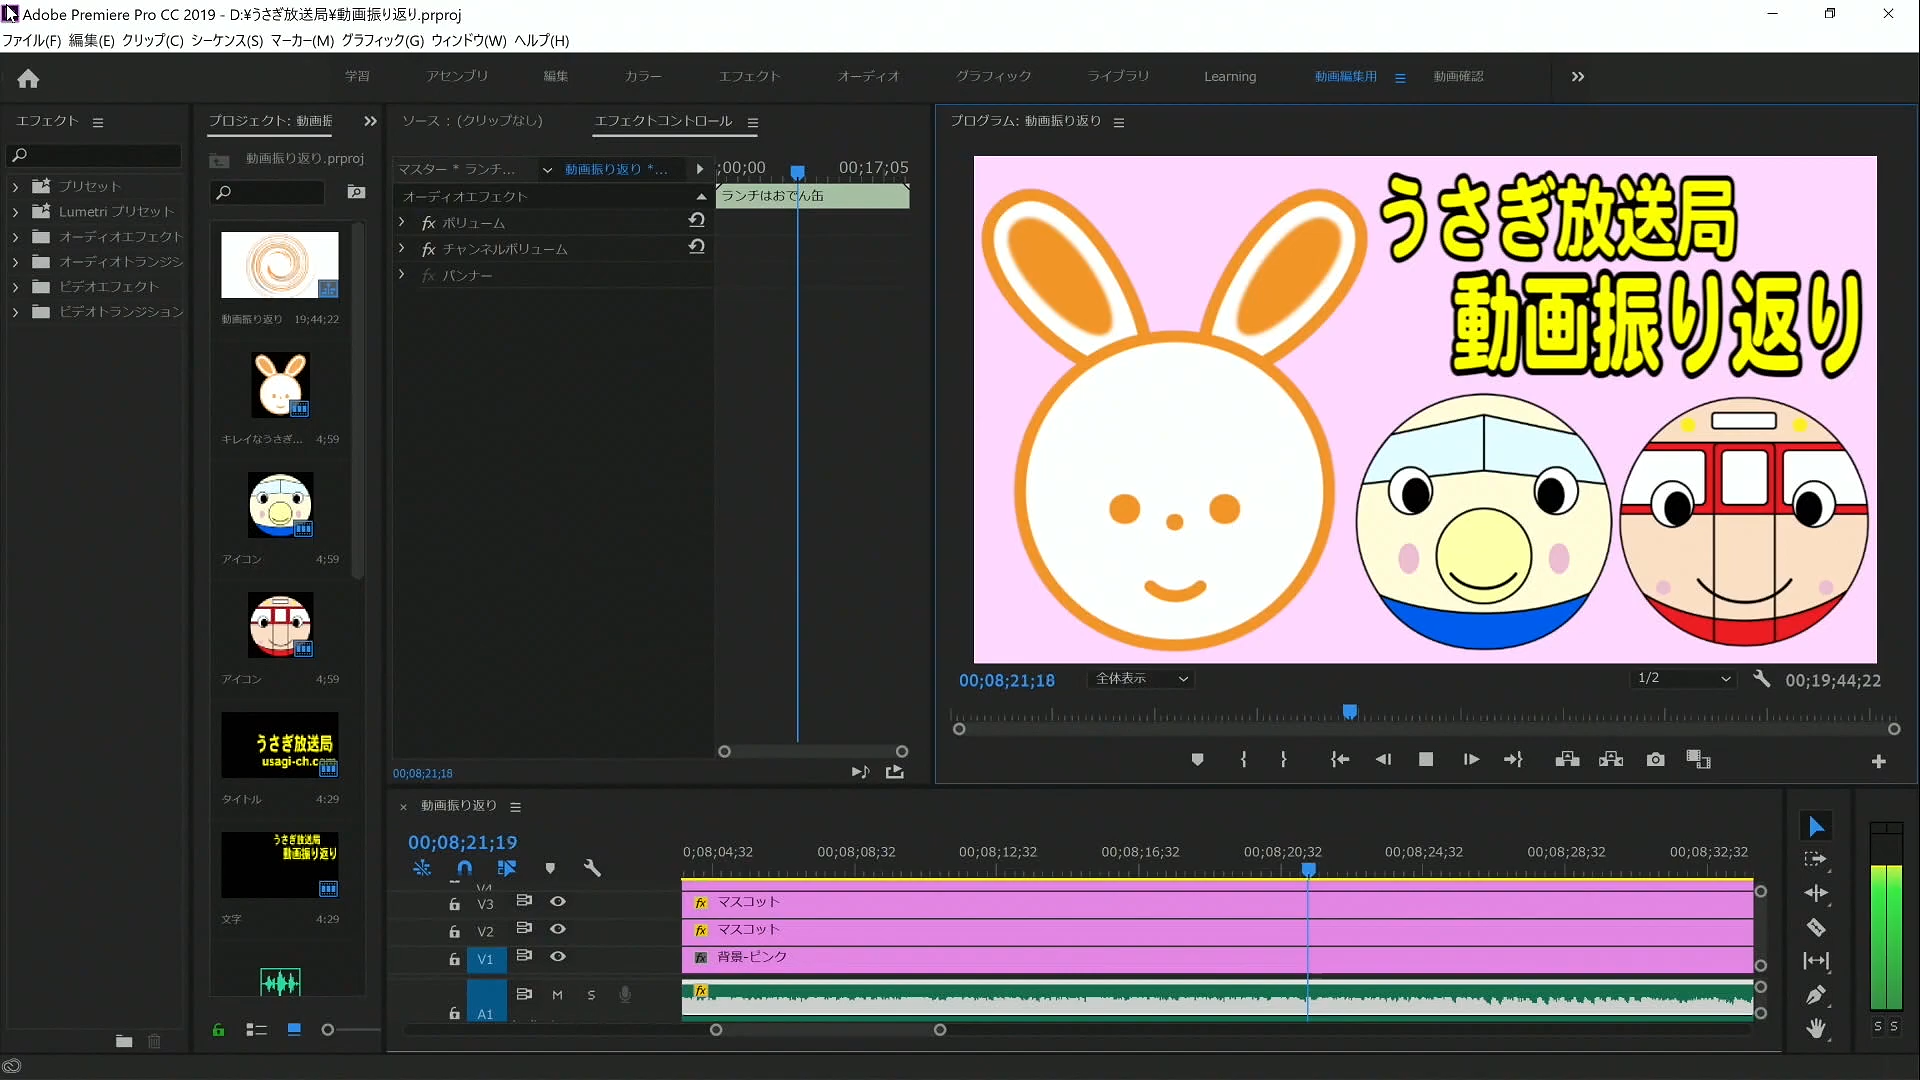 Adobe Premiere Pro CC 2019 - D:¥うさぎ放送局¥動画振り返り.prproj
ファイル(F) 編集(E) クリップ(C) シーケンス(S) マーカー(M) グラフィック(G) ウィンドウ(W) ヘルプ(H)
学習 アセンブリ 編集 カラー エフェクト オーディオ グラフィック ライブラリ Learning 動画編集用 動画確認
エフェクト
プリセット
Lumetri プリセット
オーディオエフェクト
オーディオトランジシ
ビデオエフェクト
ビデオトランジション
プロジェクト: 動画振
動画振り返り.prproj
動画振り返り 19;44;22
キレイなうさぎ... 4;59
アイコン 4;59
アイコン 4;59
うさぎ放送局
usagi-ch.com
タイトル 4:29
うさぎ放送局
動画振り返り
文字 4:29
ソース : (クリップなし)
エフェクトコントロール
マスター * ランチ...
動画振り返り *...
;00;00 00;17;05
オーディオエフェクト
ランチはおでん缶
fx ボリューム
fx チャンネルボリューム
fx パンナー
00;08;21;18
プログラム: 動画振り返り
うさぎ放送局
動画振り返り
00;08;21;18 全体表示 1/2 00;19;44;22
動画振り返り
00;08;21;19
0;08;04;32 00;08;08;32 00;08;12;32 00;08;16;32 00;08;20;32 00;08;24;32 00;08;28;32 00;08;32;32
V4
V3 fx マスコット
V2 fx マスコット
V1 fx 背景-ピンク
M S fx
A1
S S